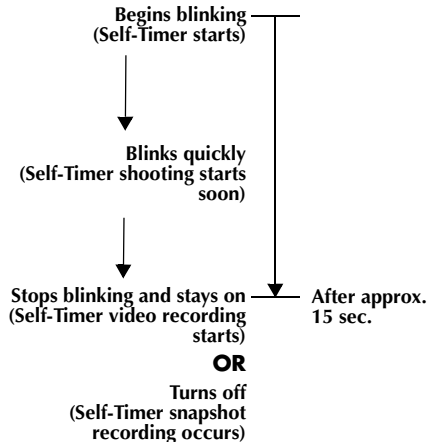 Begins blinking
(Self-Timer starts)
Blinks quickly
(Self-Timer shooting starts
soon)
Stops blinking and stays on
(Self-Timer video recording
starts)
After approx.
15 sec.
OR
Turns off
(Self-Timer snapshot
recording occurs)